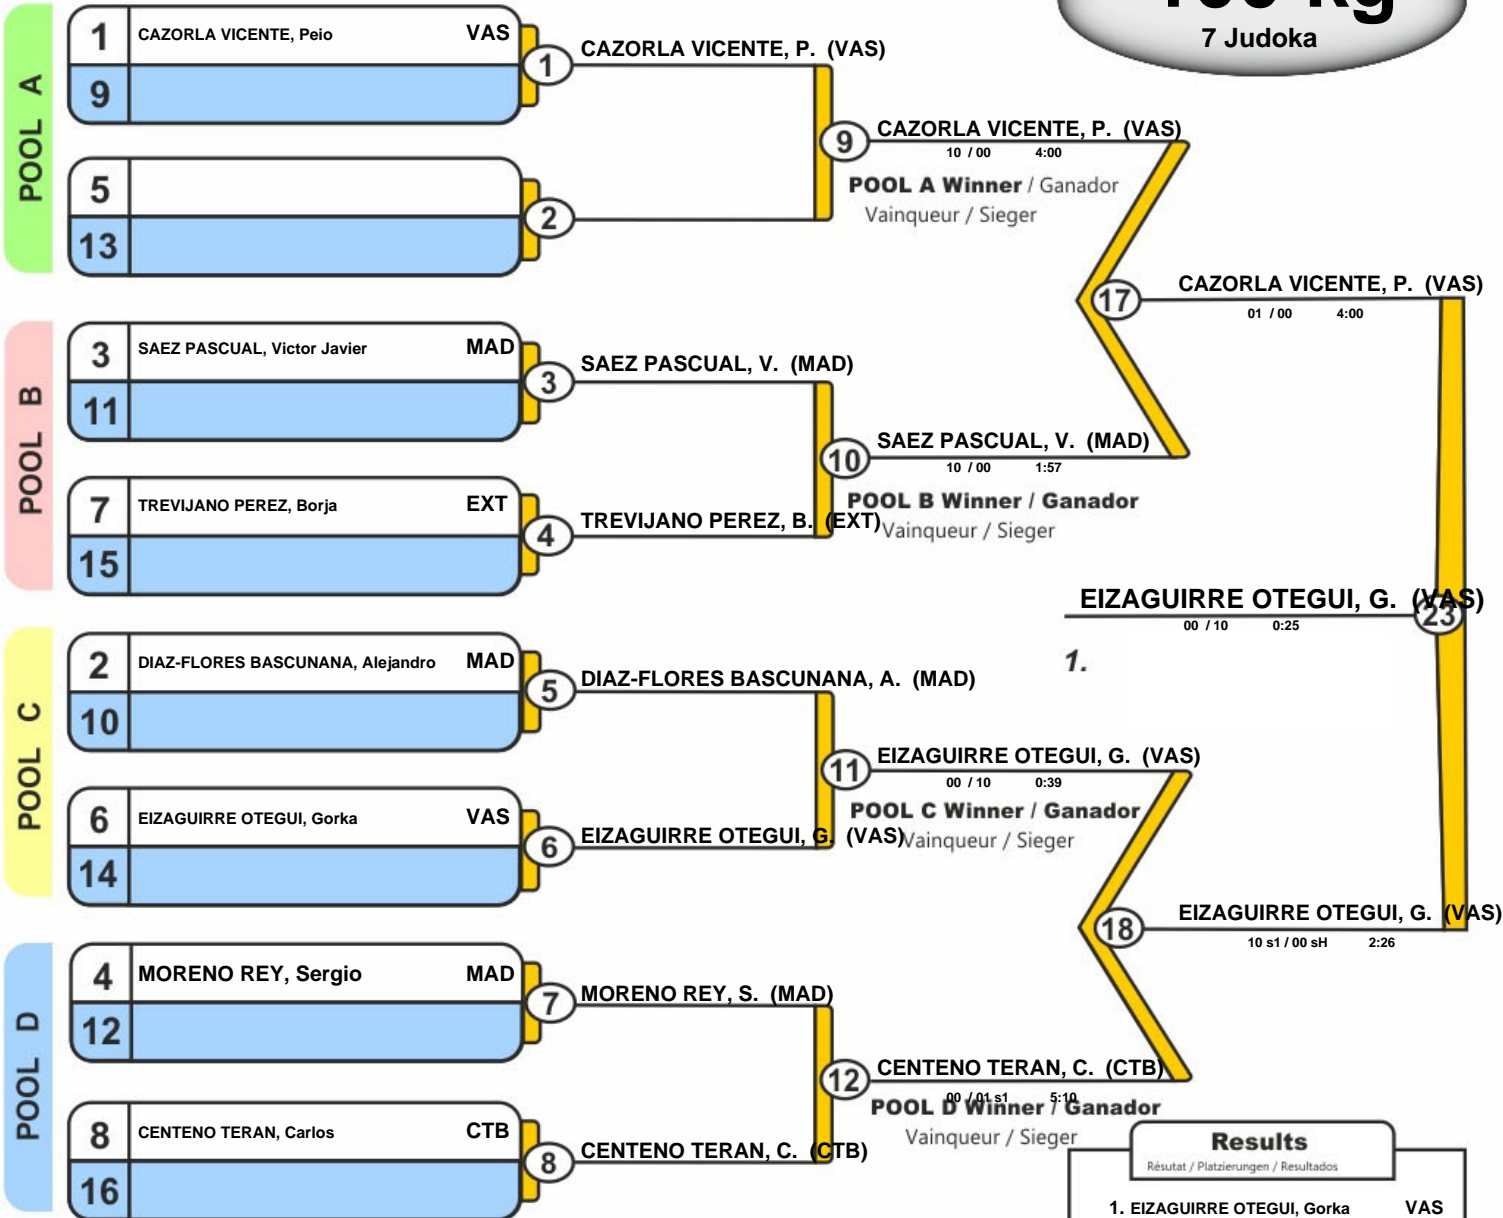 100 kg
7 Judoka
POOL A
1 CAZORLA VICENTE, Peio VAS
9
5
13
1 CAZORLA VICENTE, P. (VAS)
2
9 CAZORLA VICENTE, P. (VAS)
10 / 00 4:00
POOL A Winner / Ganador
Vainqueur / Sieger
POOL B
3 SAEZ PASCUAL, Victor Javier MAD
11
7 TREVIJANO PEREZ, Borja EXT
15
3 SAEZ PASCUAL, V. (MAD)
4 TREVIJANO PEREZ, B. (EXT)
10 SAEZ PASCUAL, V. (MAD)
10 / 00 1:57
POOL B Winner / Ganador
Vainqueur / Sieger
17 CAZORLA VICENTE, P. (VAS)
01 / 00 4:00
EIZAGUIRRE OTEGUI, G. (VAS)
23
00 / 10 0:25
1.
POOL C
2 DIAZ-FLORES BASCUNANA, Alejandro MAD
10
6 EIZAGUIRRE OTEGUI, Gorka VAS
14
5 DIAZ-FLORES BASCUNANA, A. (MAD)
6 EIZAGUIRRE OTEGUI, G. (VAS)
11 EIZAGUIRRE OTEGUI, G. (VAS)
00 / 10 0:39
POOL C Winner / Ganador
Vainqueur / Sieger
18 EIZAGUIRRE OTEGUI, G. (VAS)
10 s1 / 00 sH 2:26
POOL D
4 MORENO REY, Sergio MAD
12
8 CENTENO TERAN, Carlos CTB
16
7 MORENO REY, S. (MAD)
8 CENTENO TERAN, C. (CTB)
12 CENTENO TERAN, C. (CTB)
00 / 01 s1 5:10
POOL D Winner / Ganador
Vainqueur / Sieger
Results
Résutat / Platzierungen / Resultados
1. EIZAGUIRRE OTEGUI, Gorka VAS